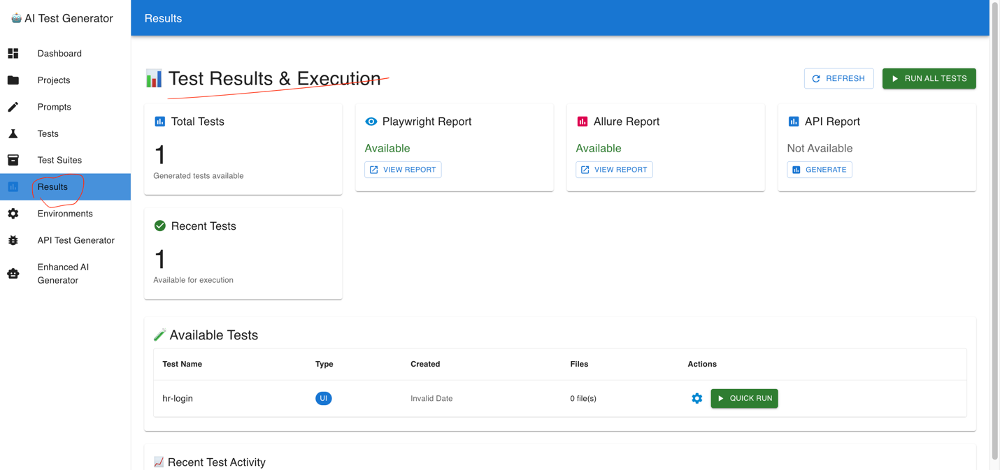 AI Test Generator
Results
Dashboard
Projects
Prompts
Tests
Test Suites
Results
Environments
API Test Generator
Enhanced AI
Generator
Test Results & Execution
REFRESH
RUN ALL TESTS
Total Tests
1
Generated tests available
Playwright Report
Available
VIEW REPORT
Allure Report
Available
VIEW REPORT
API Report
Not Available
GENERATE
Recent Tests
1
Available for execution
Available Tests
Test Name Type Created Files Actions
hr-login UI Invalid Date 0 file(s) QUICK RUN
Recent Test Activity